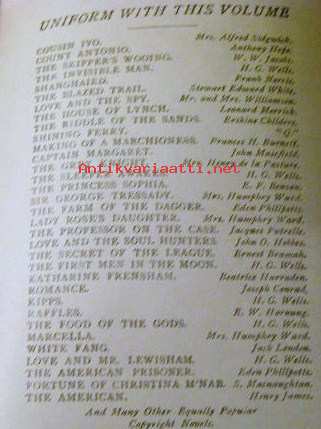 UNIFORM WITH THIS VOLUME
COUSIN IVO. Mrs. Alfred Sidgwick.
COUNT ANTONIO. Anthony Hope.
THE SKIPPER'S WOOING. W. W. Jacobs.
THE INVISIBLE MAN. H. G. Wells.
SHANGHAIED. Frank Norris.
THE BLAZED TRAIL. Stewart Edward White.
LOVE AND THE SPY. Mr. and Mrs. Williamson.
THE HOUSE OF LYNCH. Leonard Merrick.
THE RIDDLE OF THE SANDS. Erskine Childers.
SHINING FERRY. "Q"
MAKING OF A MARCHIONESS. Frances H. Burnett.
CAPTAIN MARGARET. John Masefield.
THE GREY KNIGHT. Mrs. Henry de la Pasture.
THE SLEEPER H. G. Wells.
THE PRINCESS SOPHIA. E. F. Benson.
SIR GEORGE TRESSADY. Mrs. Humphry Ward.
THE FARM OF THE DAGGER. Eden Phillpotts.
LADY ROSE'S DAUGHTER. Mrs. Humphry Ward.
THE PROFESSOR ON THE CASE. Jacques Futrelle.
LOVE AND THE SOUL HUNTERS. John O. Hobbes.
THE SECRET OF THE LEAGUE. Ernest Bramah.
THE FIRST MEN IN THE MOON. H. G. Wells.
KATHARINE FRENSHAM. Beatrice Harraden.
ROMANCE. Joseph Conrad.
KIPPS. H. G. Wells.
RAFFLES. E. W. Hornung.
THE FOOD OF THE GODS. H. G. Wells.
MARCELLA. Mrs. Humphry Ward.
WHITE FANG. Jack London.
LOVE AND MR. LEWISHAM. H. G. Wells.
THE AMERICAN PRISONER. Eden Phillpotts.
FORTUNE OF CHRISTINA M'NAB. S. Macnaughtan.
THE AMERICAN. Henry James.
And Many Other Equally Popular
Copyright Novels.
Antikvariaatti.net